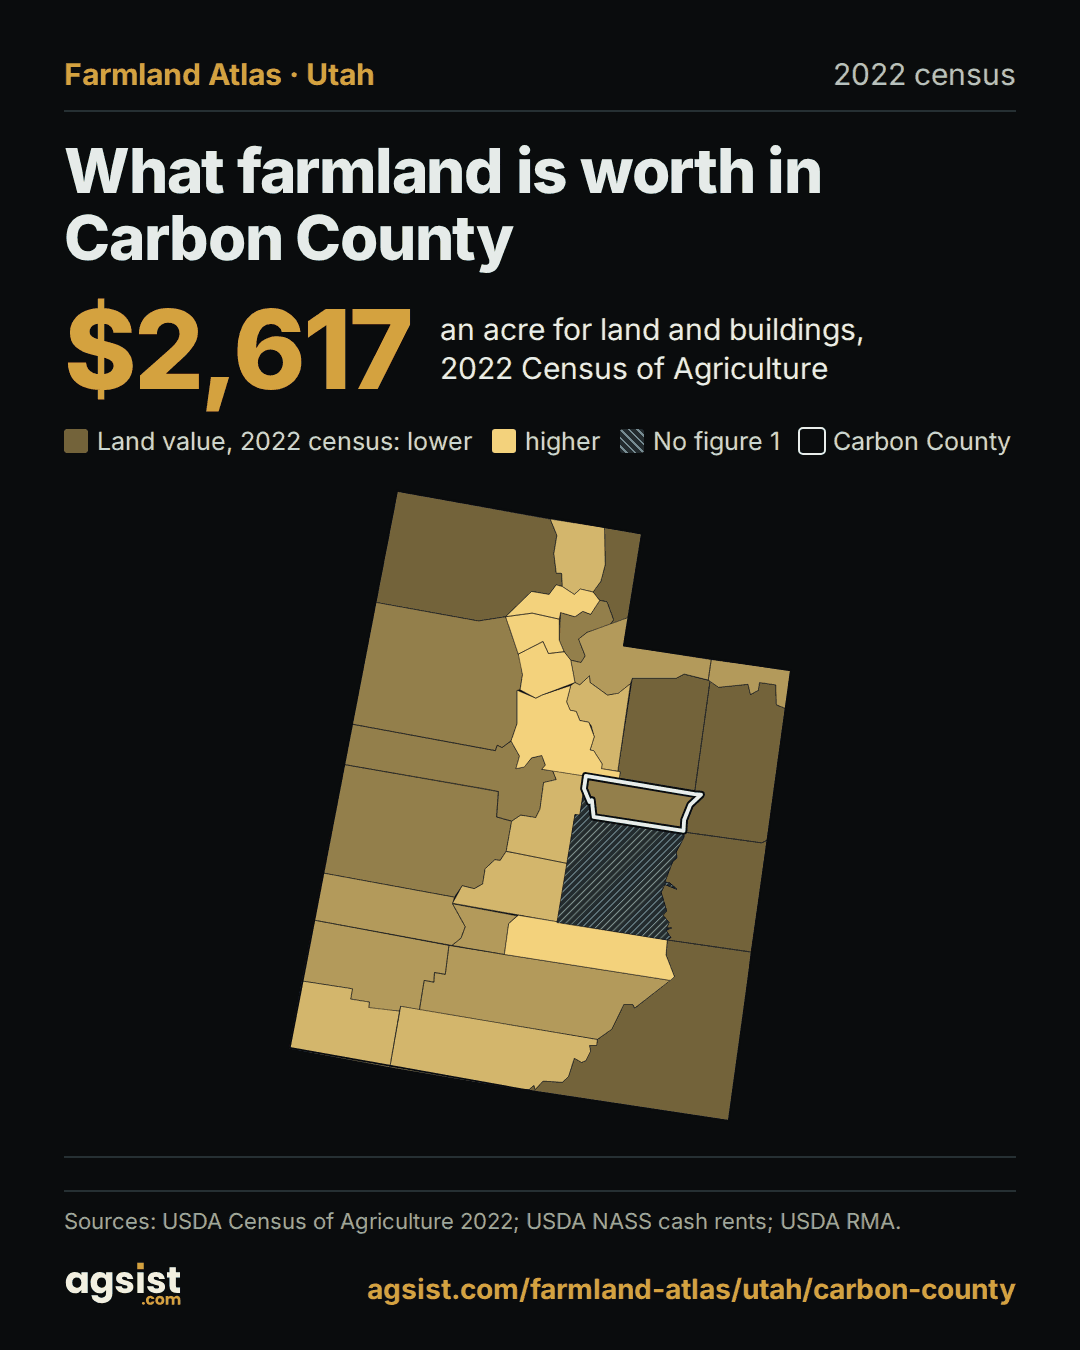 Farmland Atlas · Utah
2022 census
What farmland is worth in
Carbon County
$2,617
an acre for land and buildings,
2022 Census of Agriculture
Land value, 2022 census: lower
higher
No figure 1
Carbon County
Sources: USDA Census of Agriculture 2022; USDA NASS cash rents; USDA RMA.
agsist
.com
agsist.com/farmland-atlas/utah/carbon-county